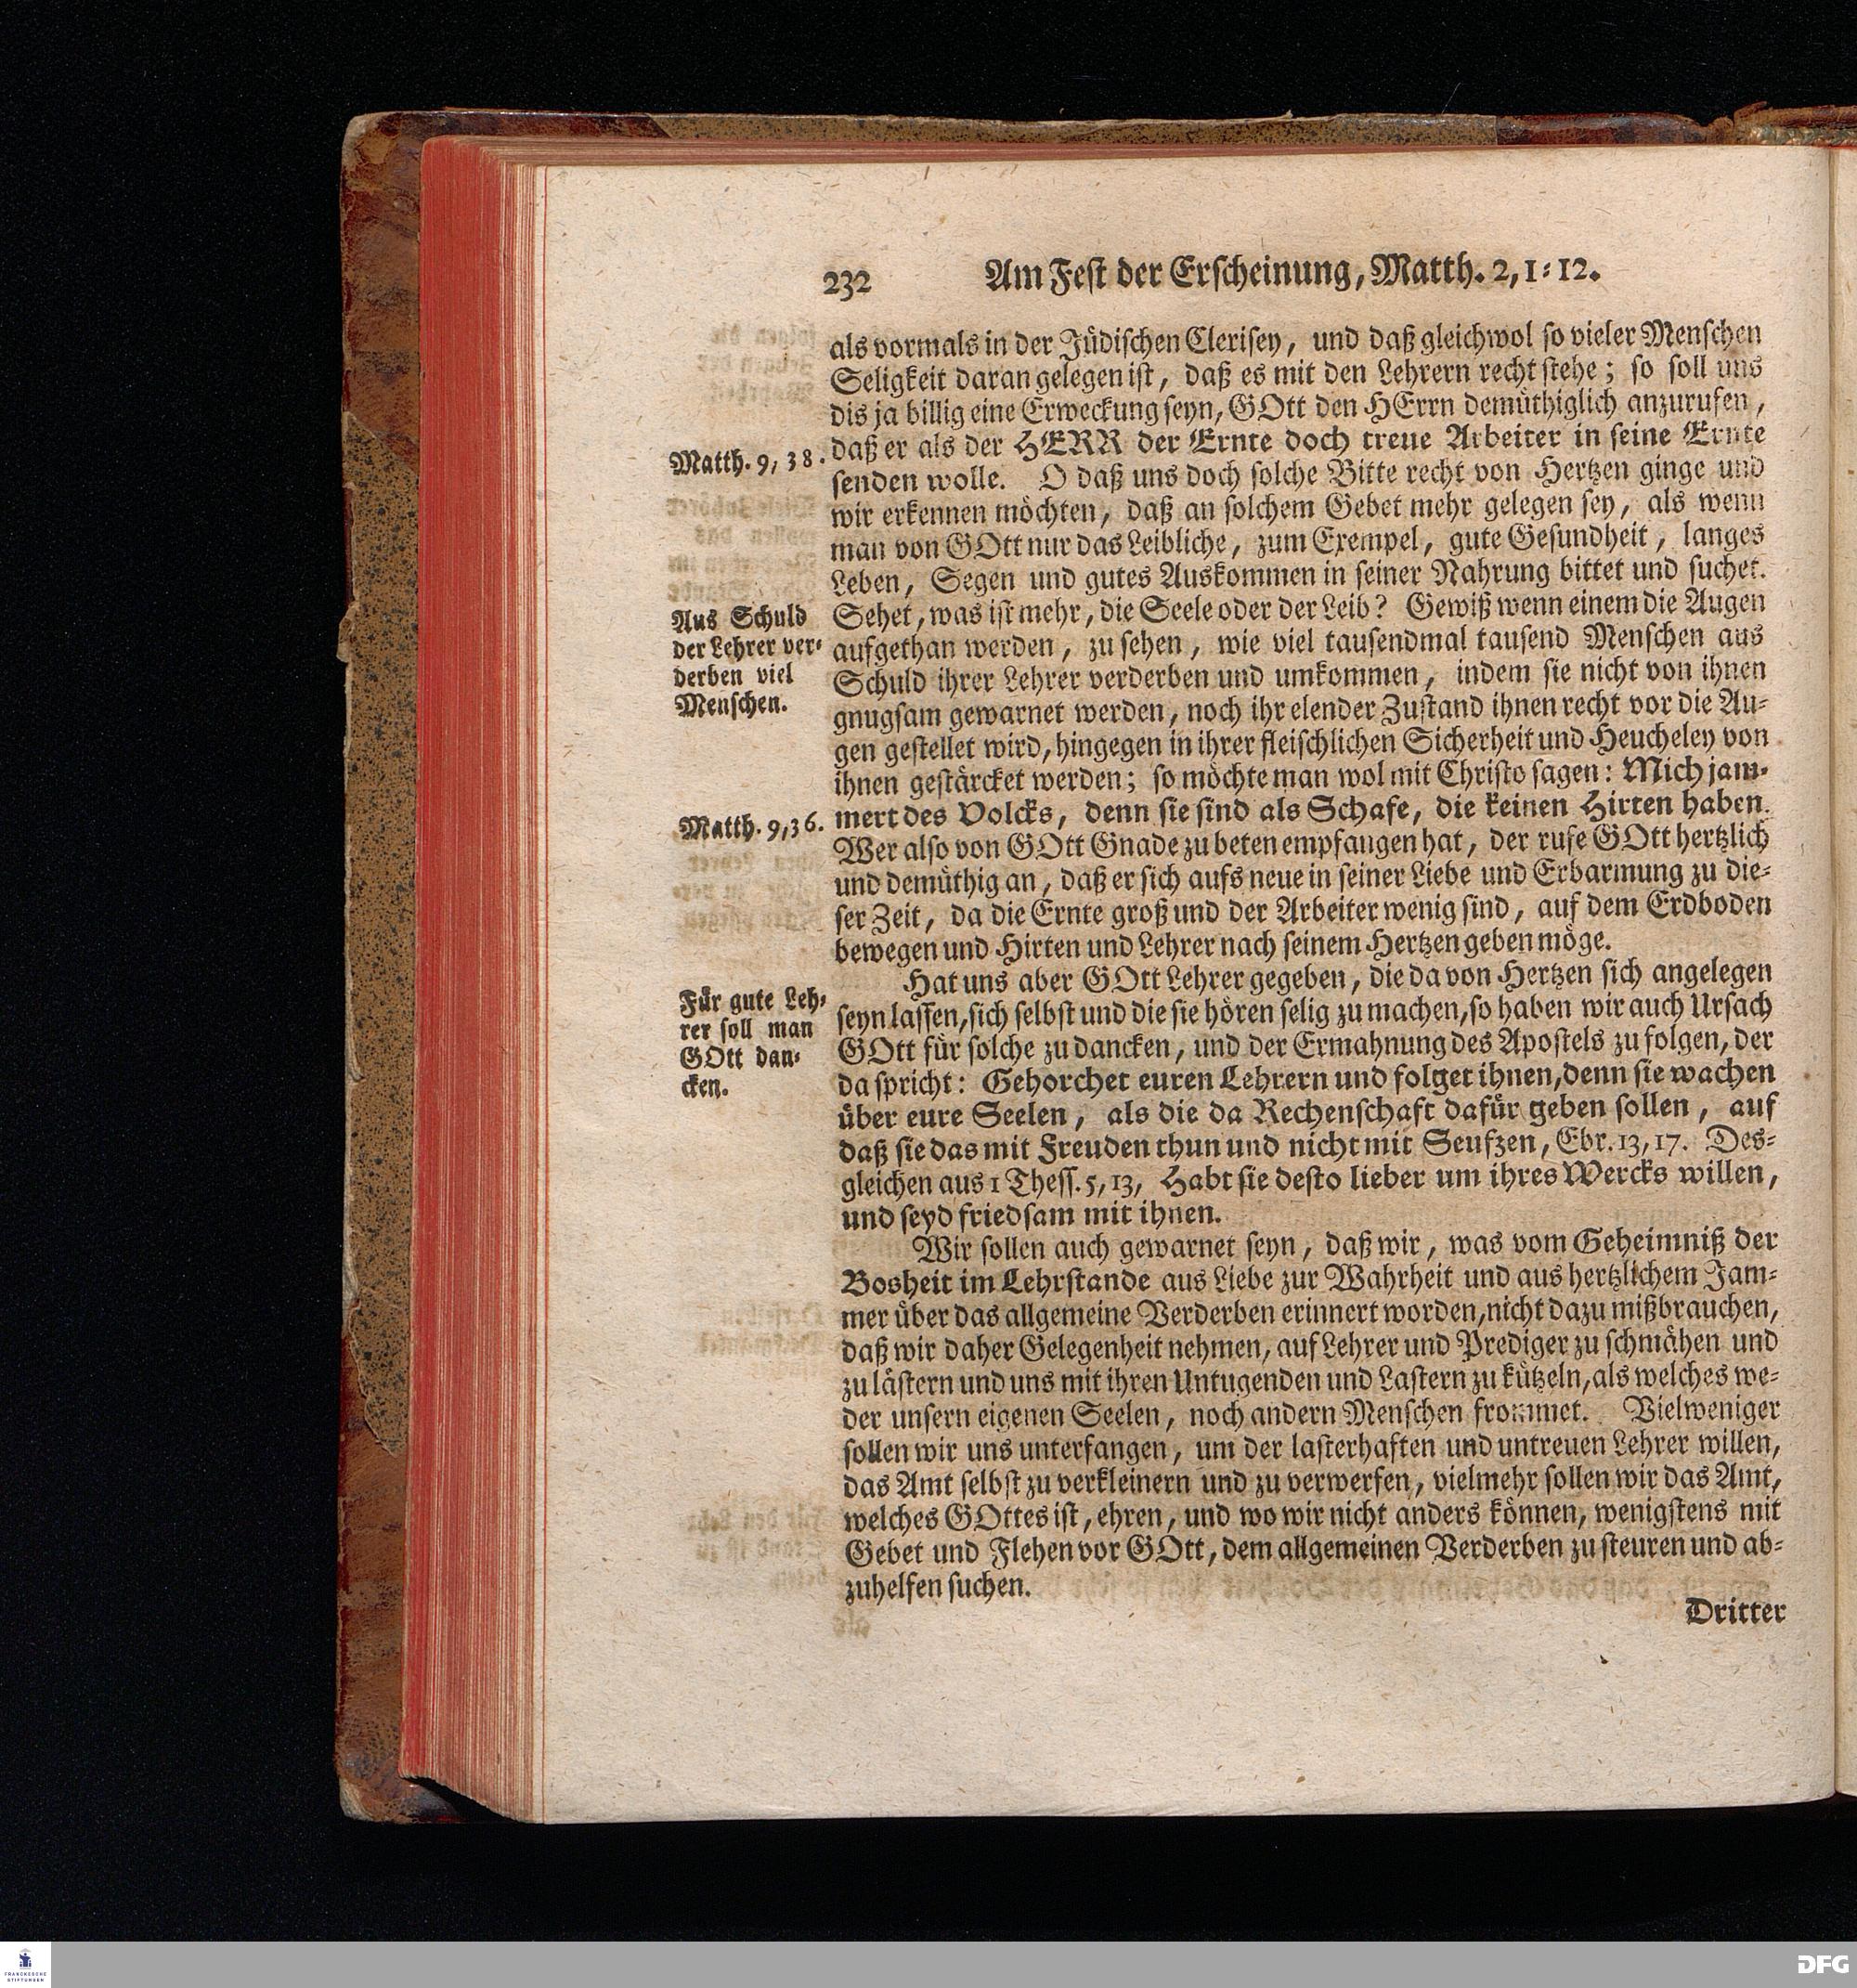 232 Am Fest der Erscheinung, Matth. 2, 1-12.
als vormals in der Jüdischen Clerisey, und daß gleichwol so vieler Menschen
Seligkeit daran gelegen ist, daß es mit den Lehrern recht stehe; so soll uns
dis ja billig eine Erweckung seyn, GOtt den HErrn demüthiglich anzurufen,
Matth. 9, 38.
daß er als der HERR der Ernte doch treue Arbeiter in seine Ernte
senden wolle. O daß uns doch solche Bitte recht von Hertzen ginge und
wir erkennen möchten, daß an solchem Gebet mehr gelegen sey, als wenn
man von GOtt nur das Leibliche, zum Exempel, gute Gesundheit, langes
Leben, Segen und gutes Auskommen in seiner Nahrung bittet und suchet.
Aus Schuld
der Lehrer ver-
derben viel
Menschen.
Sehet, was ist mehr, die Seele oder der Leib? Gewiß wenn einem die Augen
aufgethan werden, zu sehen, wie viel tausendmal tausend Menschen aus
Schuld ihrer Lehrer verderben und umkommen, indem sie nicht von ihnen
gnugsam gewarnet werden, noch ihr elender Zustand ihnen recht vor die Au-
gen gestellet wird, hingegen in ihrer fleischlichen Sicherheit und Heucheley von
ihnen gestärcket werden; so möchte man wol mit Christo sagen: Mich jam-
Matth. 9, 36.
mert des Volcks, denn sie sind als Schafe, die keinen Hirten haben.
Wer also von GOtt Gnade zu beten empfangen hat, der rufe GOtt hertzlich
und demüthig an, daß er sich aufs neue in seiner Liebe und Erbarmung zu die-
ser Zeit, da die Ernte groß und der Arbeiter wenig sind, auf dem Erdboden
bewegen und Hirten und Lehrer nach seinem Hertzen geben möge.
Für gute Leh-
rer soll man
GOtt dan-
cken.
Hat uns aber GOtt Lehrer gegeben, die da von Hertzen sich angelegen
seyn lassen, sich selbst und die sie hören selig zu machen, so haben wir auch Ursach
GOtt für solche zu dancken, und der Ermahnung des Apostels zu folgen, der
da spricht: Gehorchet euren Lehrern und folget ihnen, denn sie wachen
über eure Seelen, als die da Rechenschaft dafür geben sollen, auf
daß sie das mit Freuden thun und nicht mit Seufzen, Ebr. 13, 17. Des-
gleichen aus 1 Thess. 5, 13, Habt sie desto lieber um ihres Wercks willen,
und seyd friedsam mit ihnen.
Wir sollen auch gewarnet seyn, daß wir, was vom Geheimniß der
Bosheit im Lehrstande aus Liebe zur Wahrheit und aus hertzlichem Jam-
mer über das allgemeine Verderben erinnert worden, nicht dazu mißbrauchen,
daß wir daher Gelegenheit nehmen, auf Lehrer und Prediger zu schmähen und
zu lästern und uns mit ihren Untugenden und Lastern zu kützeln, als welches we-
der unsern eigenen Seelen, noch andern Menschen frommet. Vielweniger
sollen wir uns unterfangen, um der lasterhaften und untreuen Lehrer willen,
das Amt selbst zu verkleinern und zu verwerfen, vielmehr sollen wir das Amt,
welches GOttes ist, ehren, und wo wir nicht anders können, wenigstens mit
Gebet und Flehen vor GOtt, dem allgemeinen Verderben zu steuren und ab-
zuhelfen suchen.
Dritter
FRANCKESCHE
STIFTUNGEN
DFG